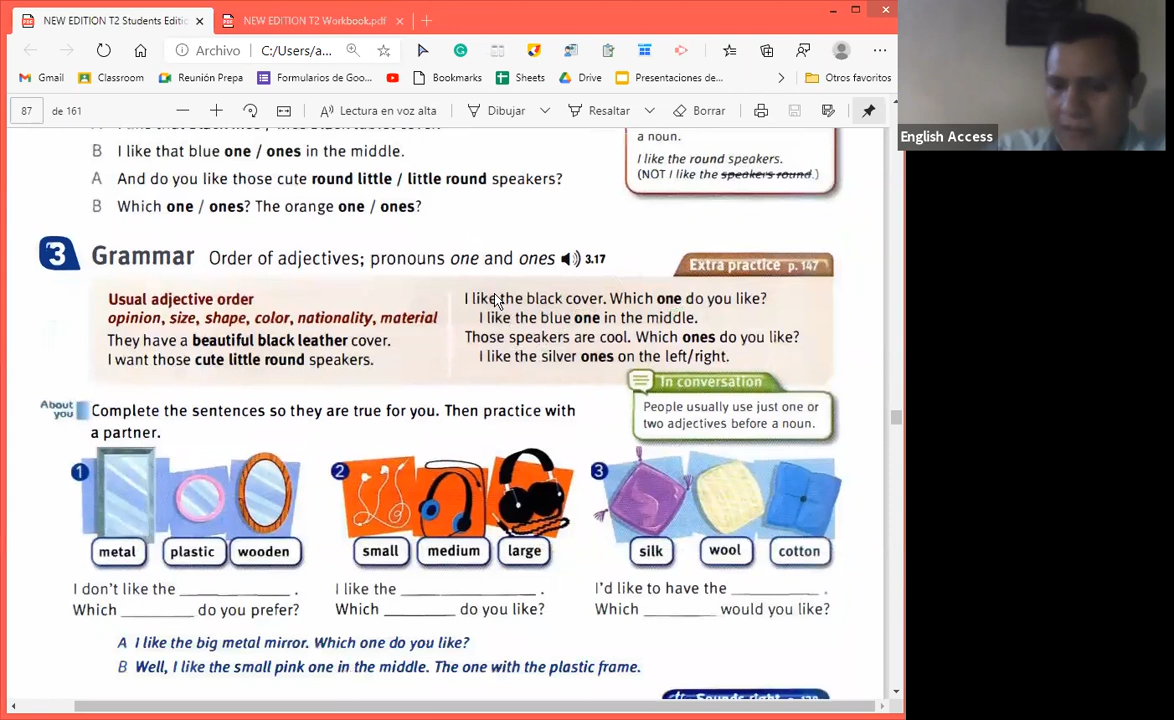 NEW EDITION T2 Students Editic
NEW EDITION T2 Workbook.pdf
Archivo
C:/Users/a...
Gmail
Classroom
Reunión Prepa
Formularios de Goo...
Bookmarks
Sheets
Drive
Presentaciones de...
Otros favoritos
87
de 161
Lectura en voz alta
Dibujar
Resaltar
Borrar
English Access
B I like that blue one / ones in the middle.
A And do you like those cute round little / little round speakers?
B Which one / ones? The orange one / ones?
a noun.
I like the round speakers.
(NOT I like the speakers round.)
3 Grammar Order of adjectives; pronouns one and ones 3.17
Extra practice p. 147
Usual adjective order
opinion, size, shape, color, nationality, material
They have a beautiful black leather cover.
I want those cute little round speakers.
I like the black cover. Which one do you like?
I like the blue one in the middle.
Those speakers are cool. Which ones do you like?
I like the silver ones on the left/right.
In conversation
People usually use just one or
two adjectives before a noun.
About
you
Complete the sentences so they are true for you. Then practice with
a partner.
1
metal
plastic
wooden
I don't like the ____________ .
Which ________ do you prefer?
2
small
medium
large
I like the ______________ .
Which _______ do you like?
3
silk
wool
cotton
I'd like to have the _________ .
Which _______ would you like?
A I like the big metal mirror. Which one do you like?
B Well, I like the small pink one in the middle. The one with the plastic frame.
Sounds right